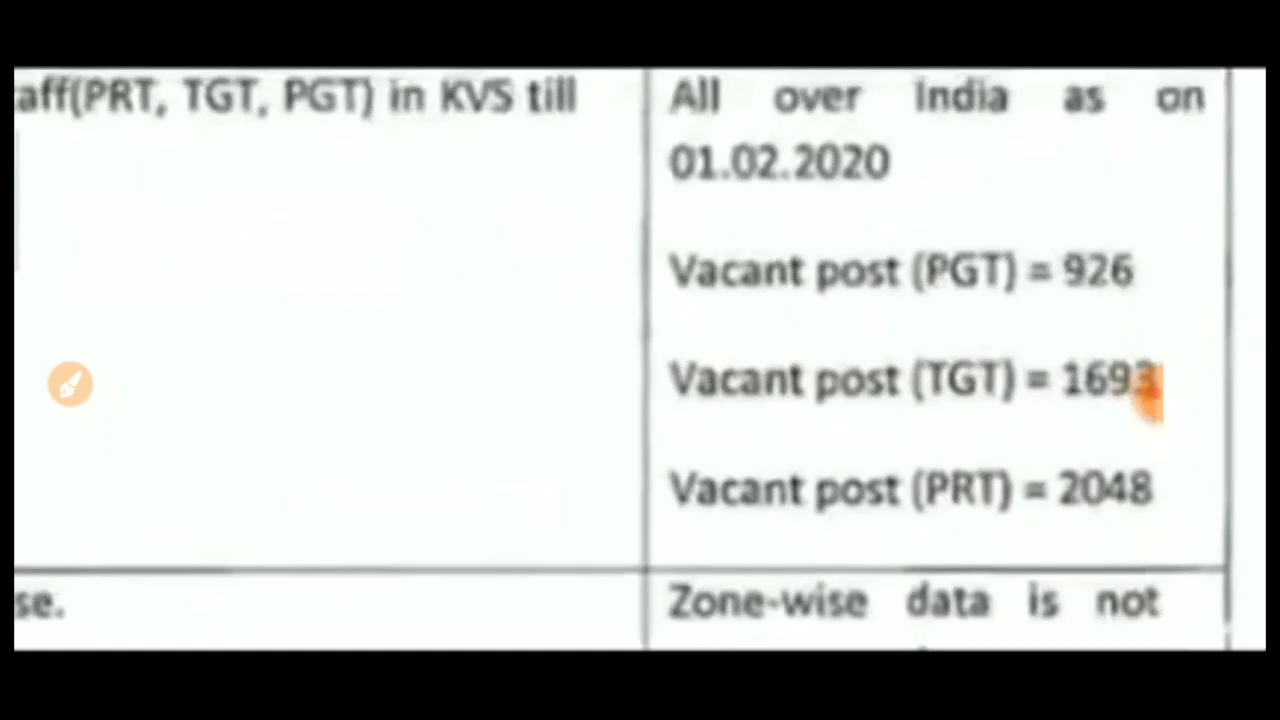 aff(PRT, TGT, PGT) in KVS till
All over India as on
01.02.2020
Vacant post (PGT) = 926
Vacant post (TGT) = 1693
Vacant post (PRT) = 2048
se.
Zone-wise data is not